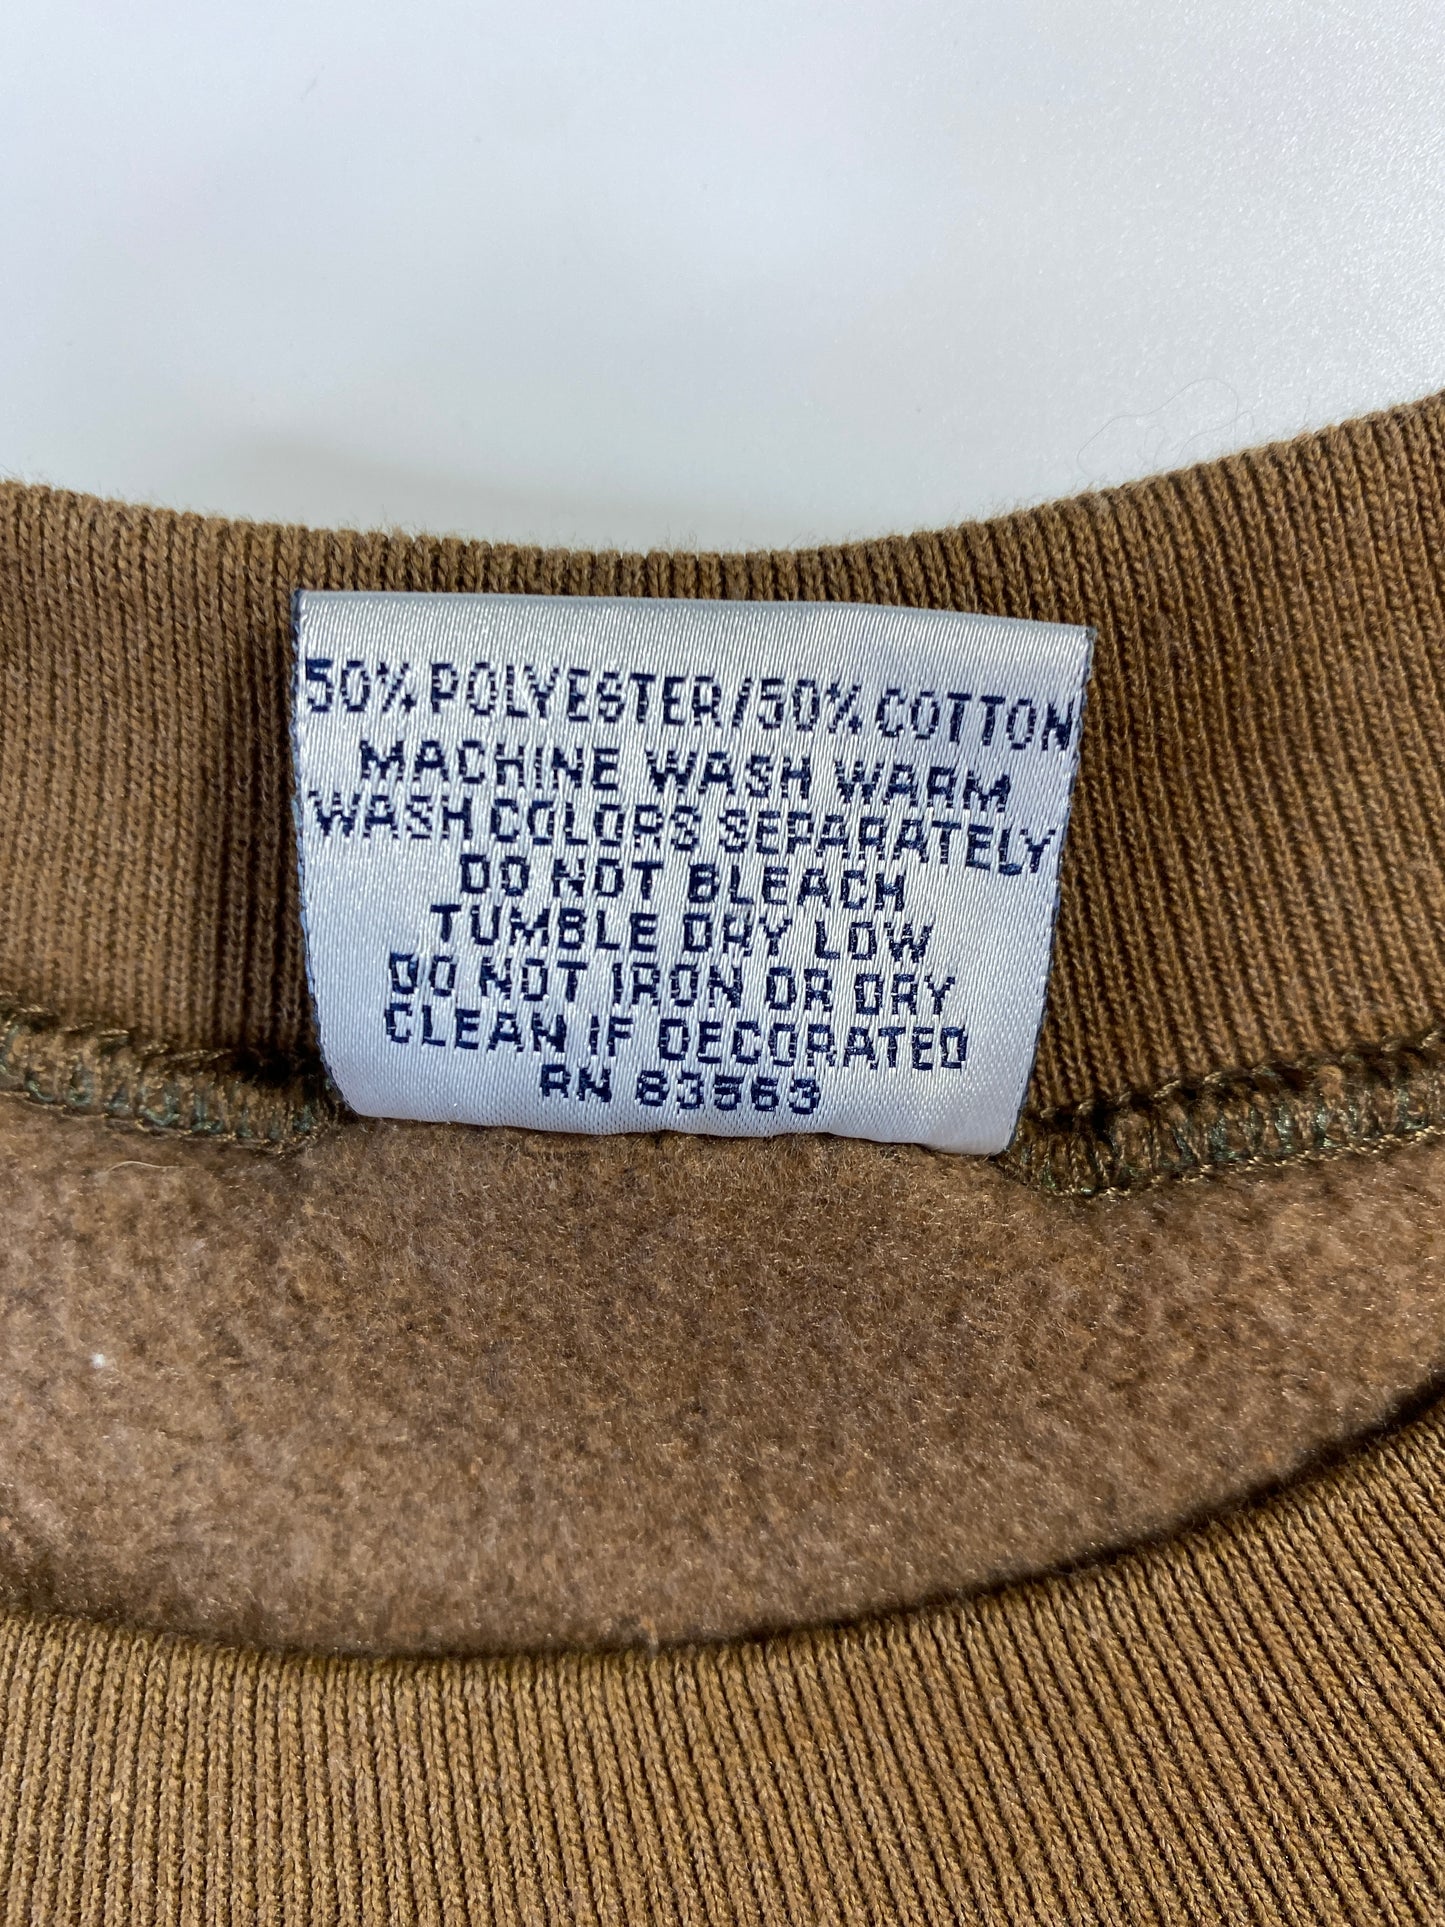 50% POLYESTER/50% COTTON
MACHINE WASH WARM
WASH COLORS SEPARATELY
DO NOT BLEACH
TUMBLE DRY LOW
DO NOT IRON OR DRY
CLEAN IF DECORATED
RN 83563